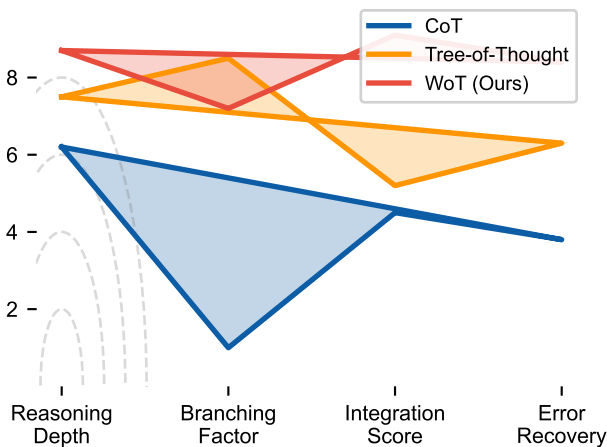 CoT
Tree-of-Thought
WoT (Ours)
8
6
4
2
Reasoning Depth
Branching Factor
Integration Score
Error Recovery